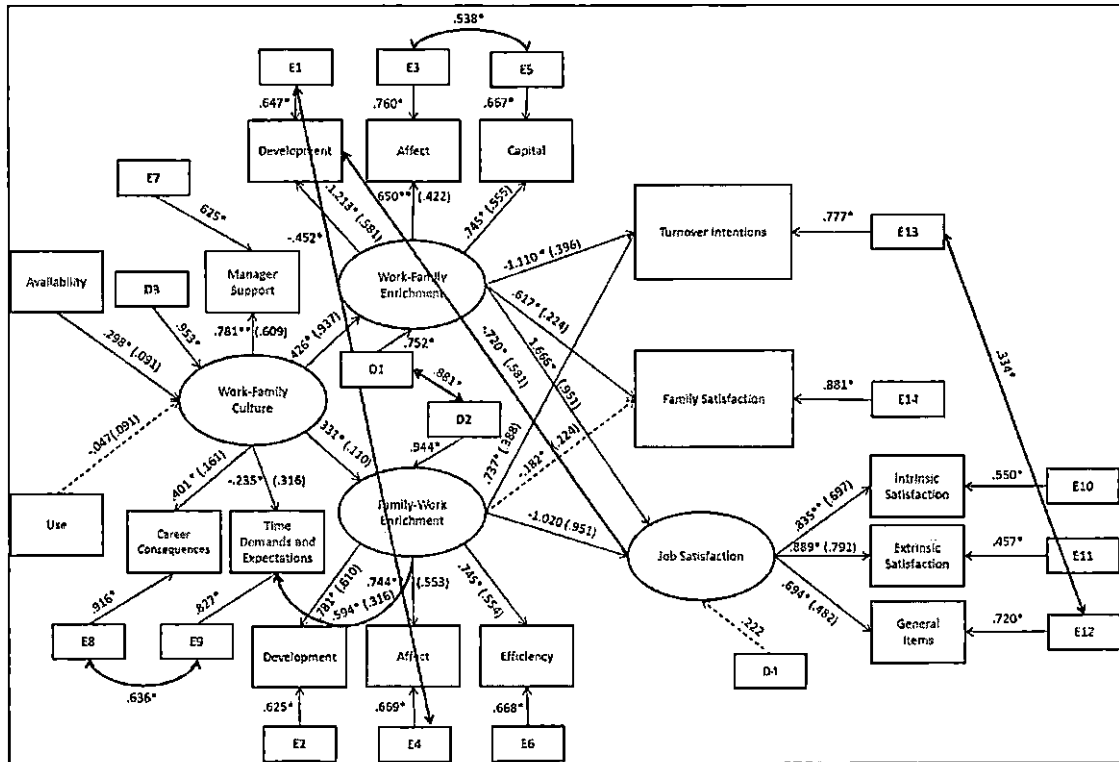 .538*
E1
E3
E5
.647*
.760*
.667*
Development
Affect
Capital
E7
.625*
-.452*
.1.213* (.581)
.650** (.422)
.745* (.555)
Availability
D3
Manager
Support
Work-Family
Enrichment
Turnover Intentions
.777*
E13
.953*
.781** (.609)
.298* (.091)
.426* (.937)
-1.110* (.396)
.617* (.224)
1.666* (.951)
-.720* (.581)
.752*
D1
.881*
D2
Work-Family
Culture
Family Satisfaction
.881*
E14
.334*
-.047(.091)
.331* (.110)
.944*
.737* (.388)
.182* (.224)
.401* (.161)
-.235* (.316)
Use
Career
Consequences
Time
Demands and
Expectations
Family-Work
Enrichment
-1.020 (.951)
Job Satisfaction
Intrinsic
Satisfaction
.550*
E10
.835** (.697)
.889* (.792)
Extrinsic
Satisfaction
.457*
E11
.694* (.482)
General
Items
.720*
E12
.781* (.610)
.594* (.316)
.744*
(.553)
.745* (.554)
.916*
.827*
E8
E9
.636*
Development
Affect
Efficiency
.222
D4
.625*
.669*
.668*
E2
E4
E6